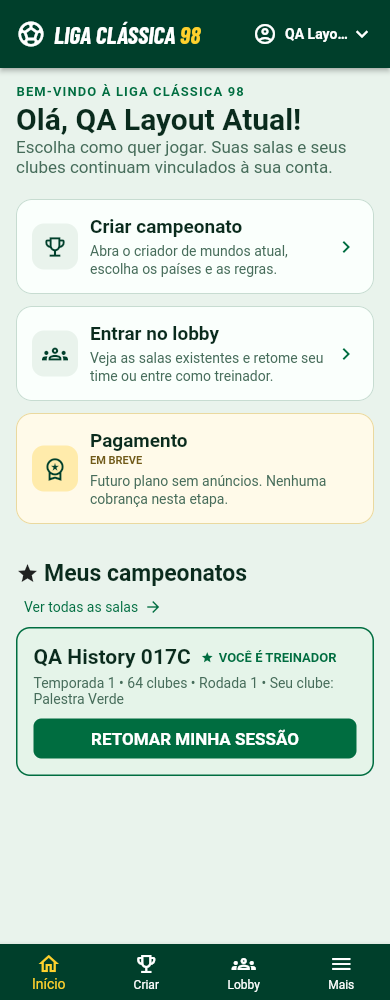 LIGA CLÁSSICA 98
QA Layo...
BEM-VINDO À LIGA CLÁSSICA 98
Olá, QA Layout Atual!
Escolha como quer jogar. Suas salas e seus
clubes continuam vinculados à sua conta.
Criar campeonato
Abra o criador de mundos atual,
escolha os países e as regras.
Entrar no lobby
Veja as salas existentes e retome seu
time ou entre como treinador.
Pagamento
EM BREVE
Futuro plano sem anúncios. Nenhuma
cobrança nesta etapa.
Meus campeonatos
Ver todas as salas
QA History 017C VOCÊ É TREINADOR
Temporada 1 • 64 clubes • Rodada 1 • Seu clube:
Palestra Verde
RETOMAR MINHA SESSÃO
Início Criar Lobby Mais